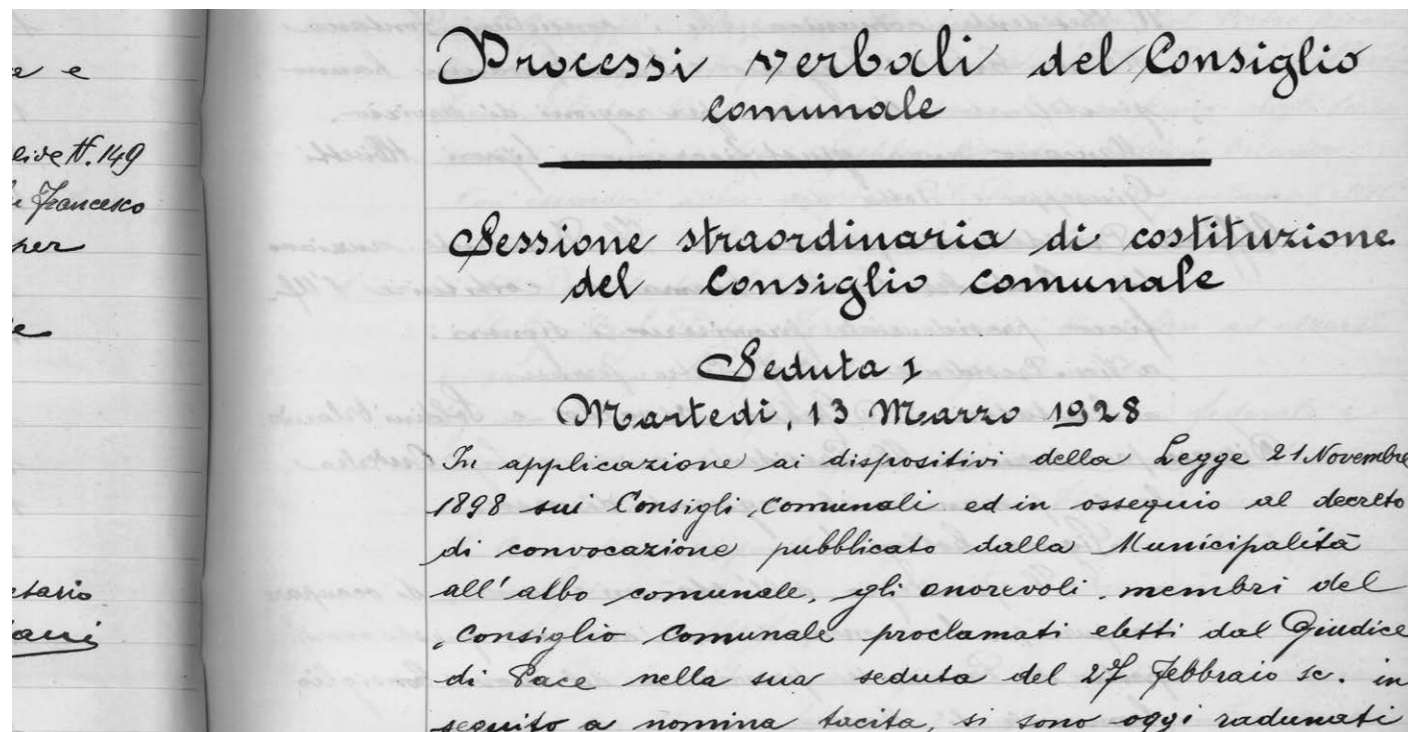 e e
N. 149
Francesco
per
e
Processi verbali del Consiglio
comunale
Sessione straordinaria di costituzione
del Consiglio comunale
Seduta 1
Martedì, 13 Marzo 1928
In applicazione ai dispositivi della Legge 21 Novembre
1898 sui Consigli comunali ed in ossequio al decreto
di convocazione pubblicato dalla Municipalità
all'albo comunale, gli onorevoli membri del
Consiglio Comunale proclamati eletti dal Giudice
di Pace nella sua seduta del 27 febbraio sc. in
seguito a nomina tacita, si sono oggi radunati